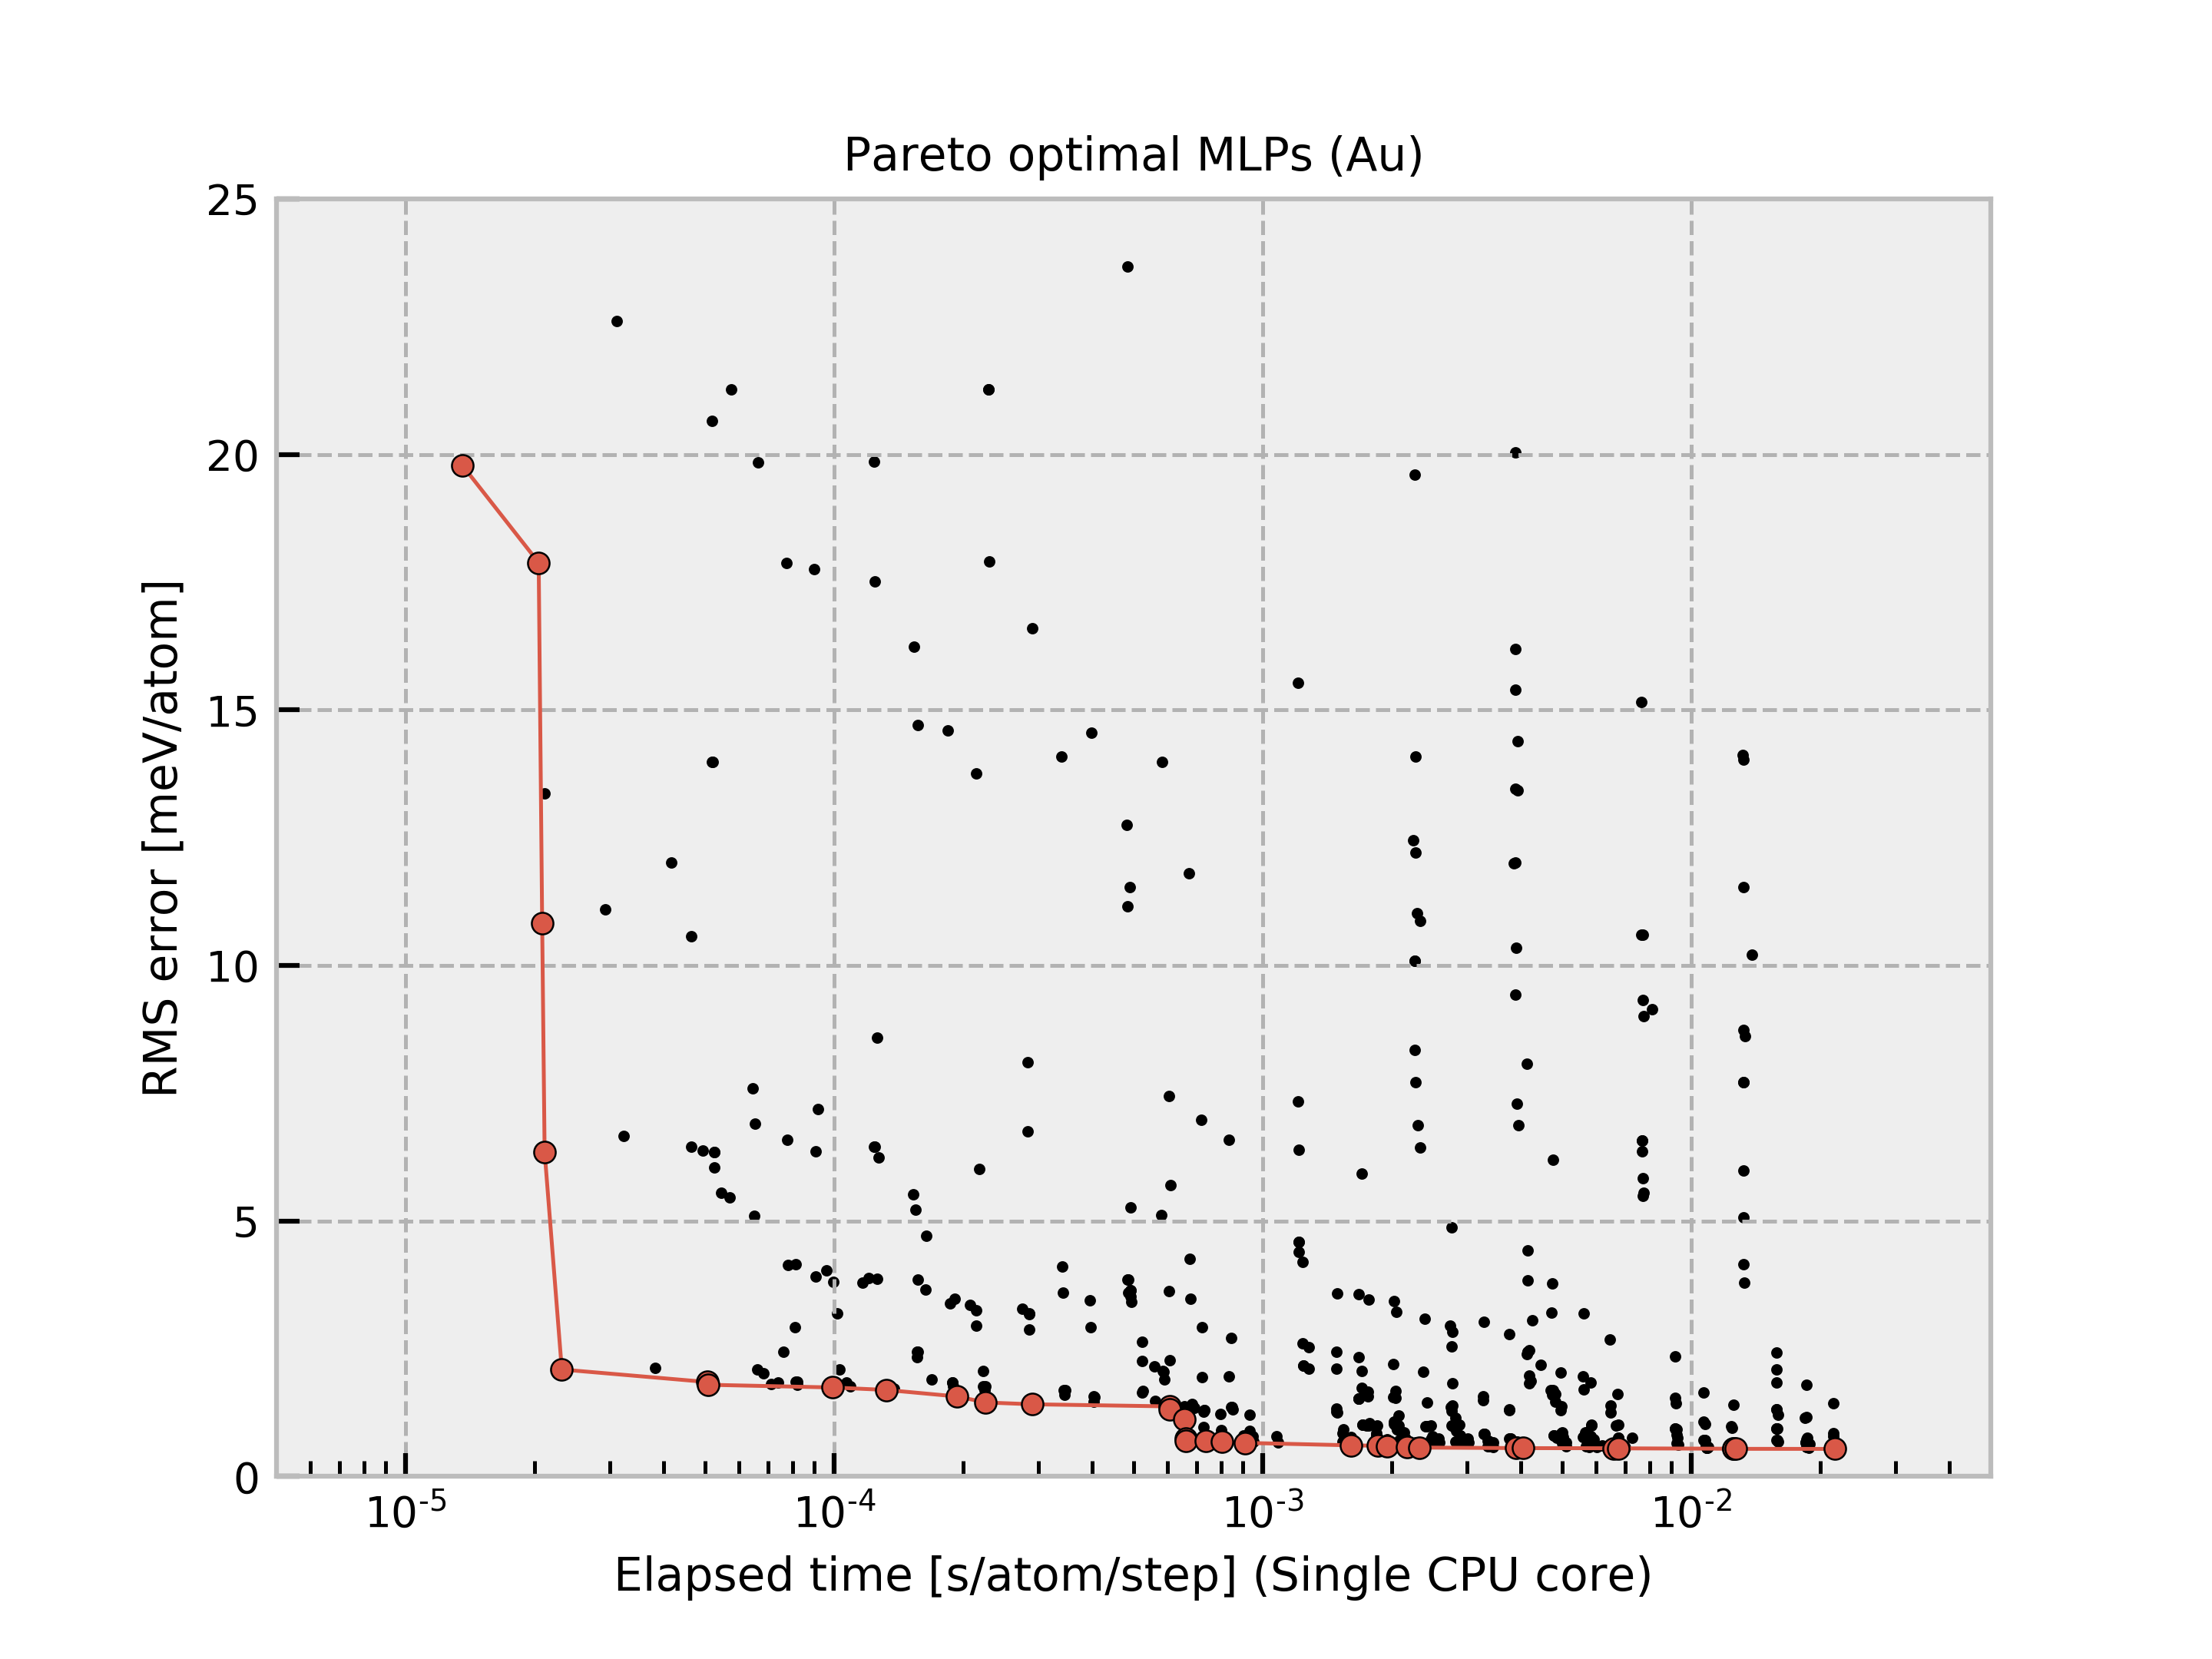 Pareto optimal MLPs (Au)
25
20
15
10
5
0
RMS error [meV/atom]
10-5 10-4 10-3 10-2
Elapsed time [s/atom/step] (Single CPU core)